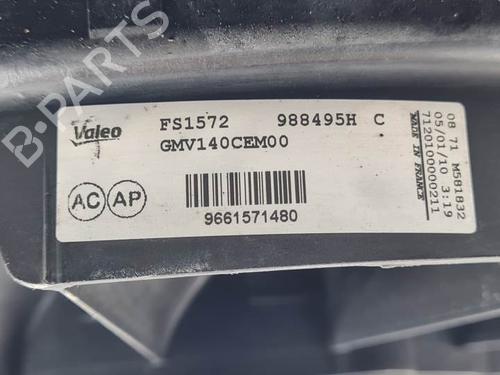 Valeo
FS1572 988495H C
GMV140CEM00
AC AP
9661571480
08 71 M581832
05/01/10 3:19
7120100000211
MADE IN FRANCE
B-PARTS